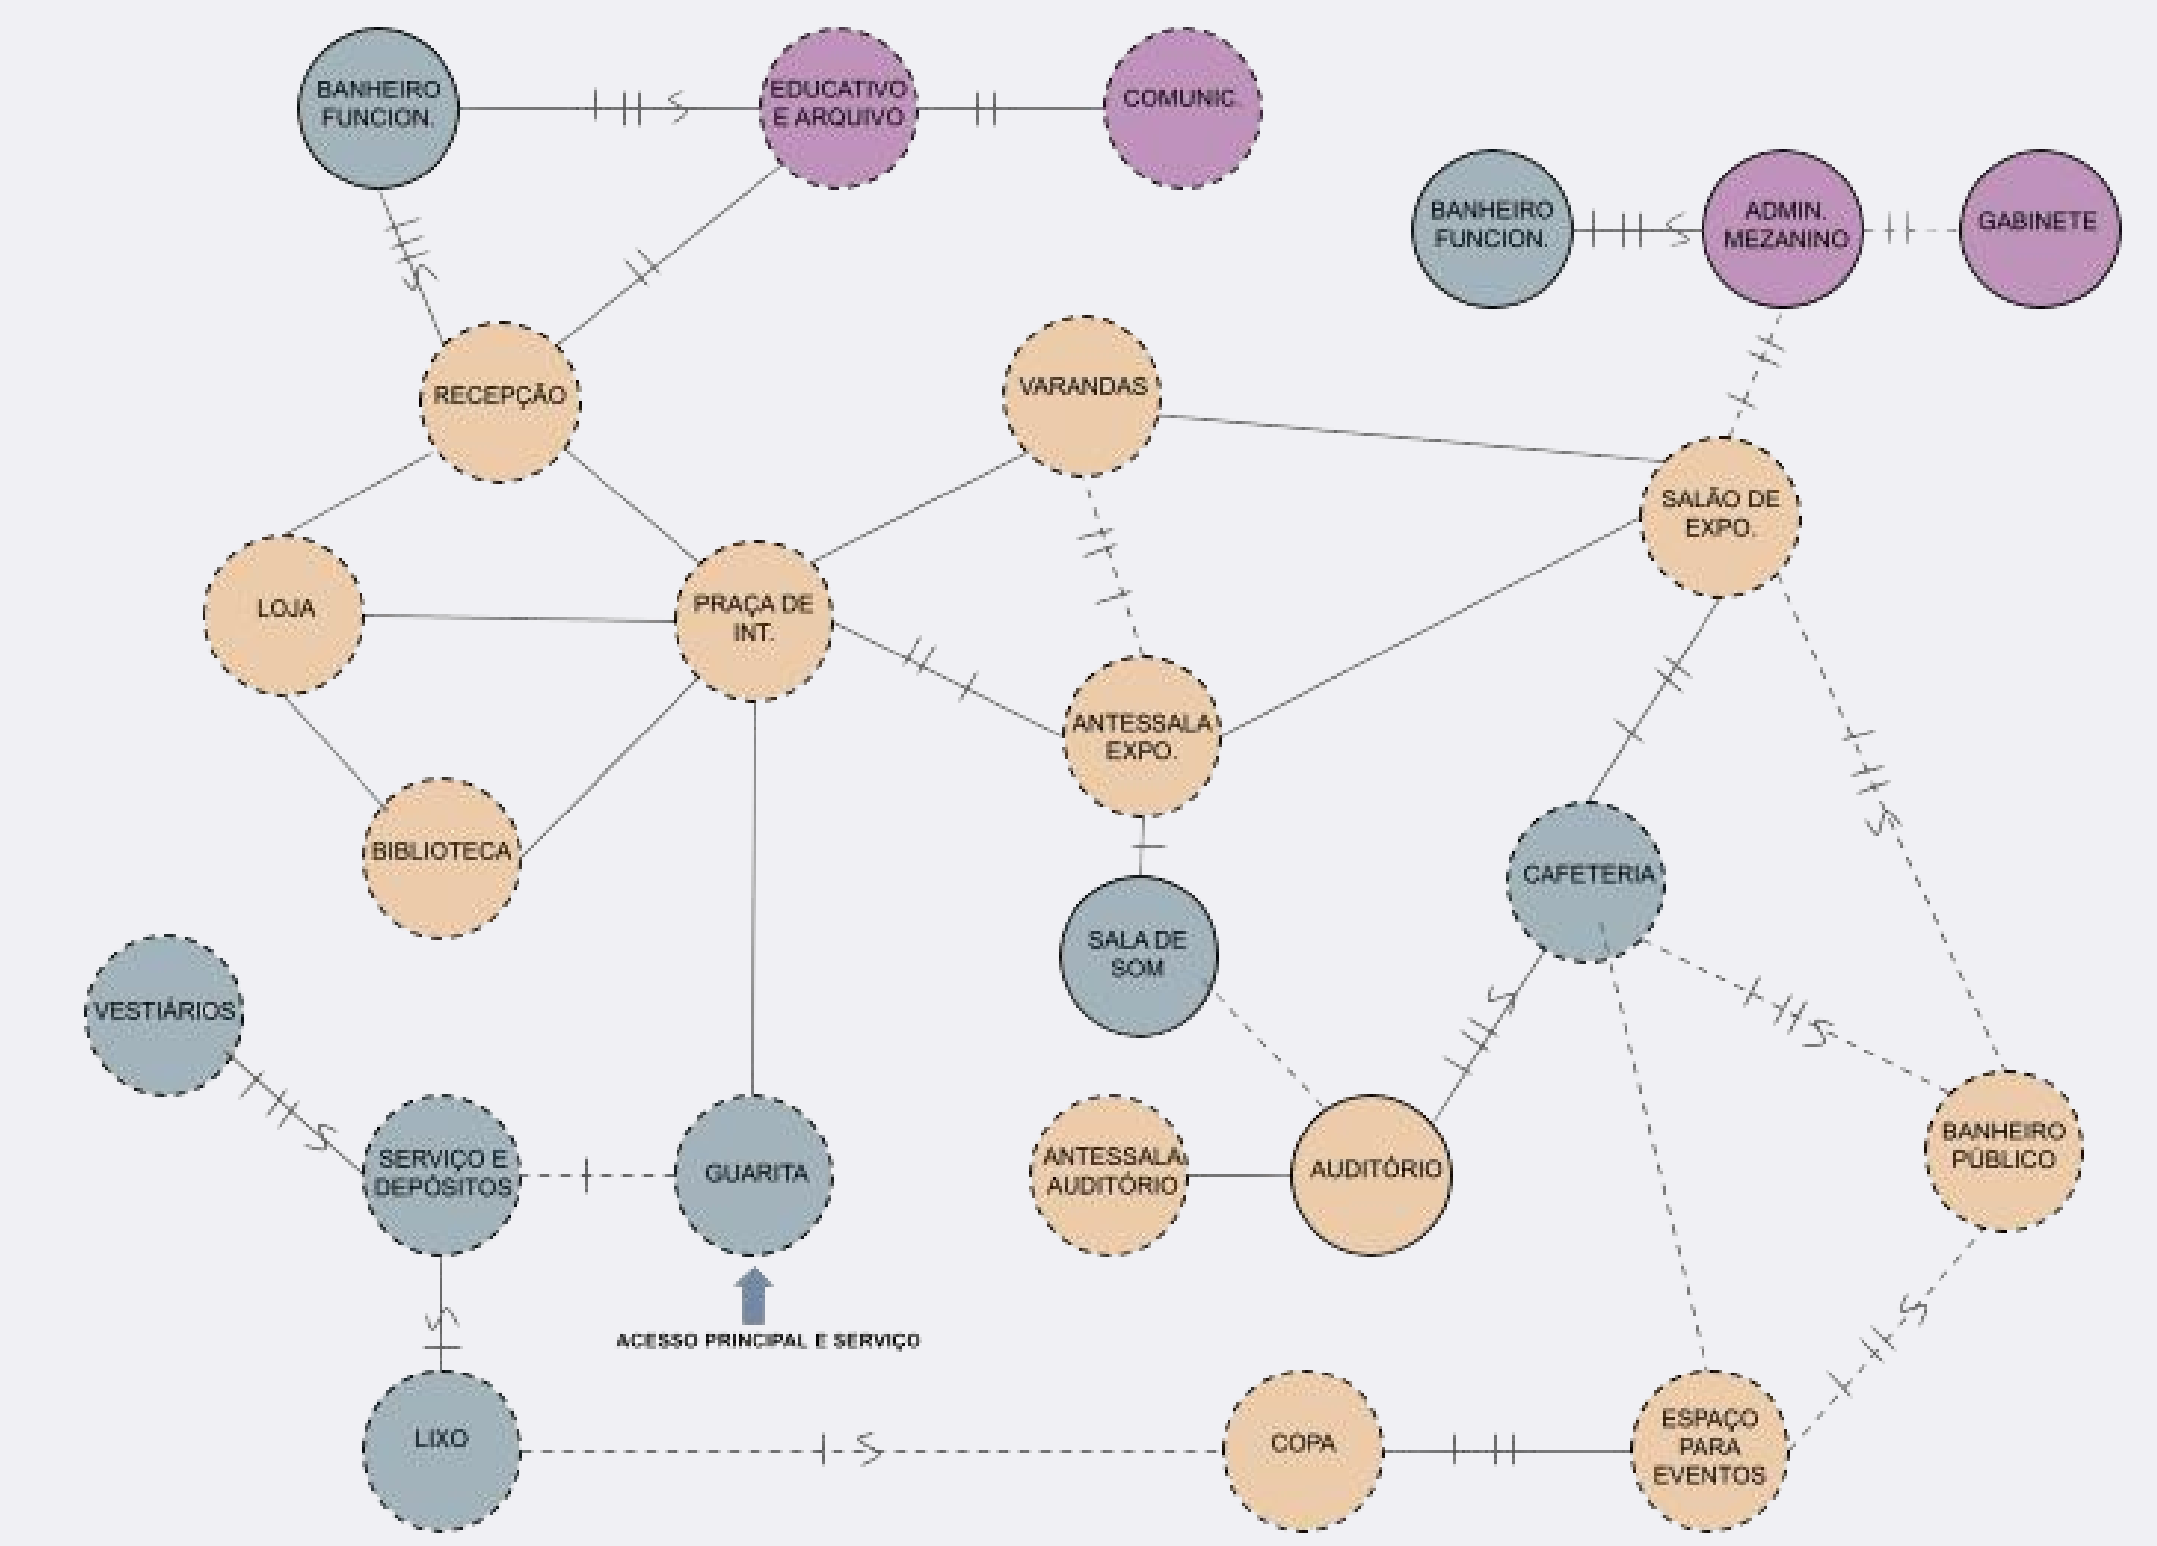 BANHEIRO
FUNCION.
EDUCATIVO
E ARQUIVO
COMUNIC.
BANHEIRO
FUNCION.
ADMIN.
MEZANINO
GABINETE
RECEPÇÃO
VARANDAS
SALÃO DE
EXPO.
LOJA
PRAÇA DE
INT.
ANTESSALA
EXPO.
BIBLIOTECA
CAFETERIA
SALA DE
SOM
VESTIÁRIOS
SERVIÇO E
DEPÓSITOS
GUARITA
ANTESSALA
AUDITÓRIO
AUDITÓRIO
BANHEIRO
PÚBLICO
ACESSO PRINCIPAL E SERVIÇO
LIXO
COPA
ESPAÇO
PARA
EVENTOS